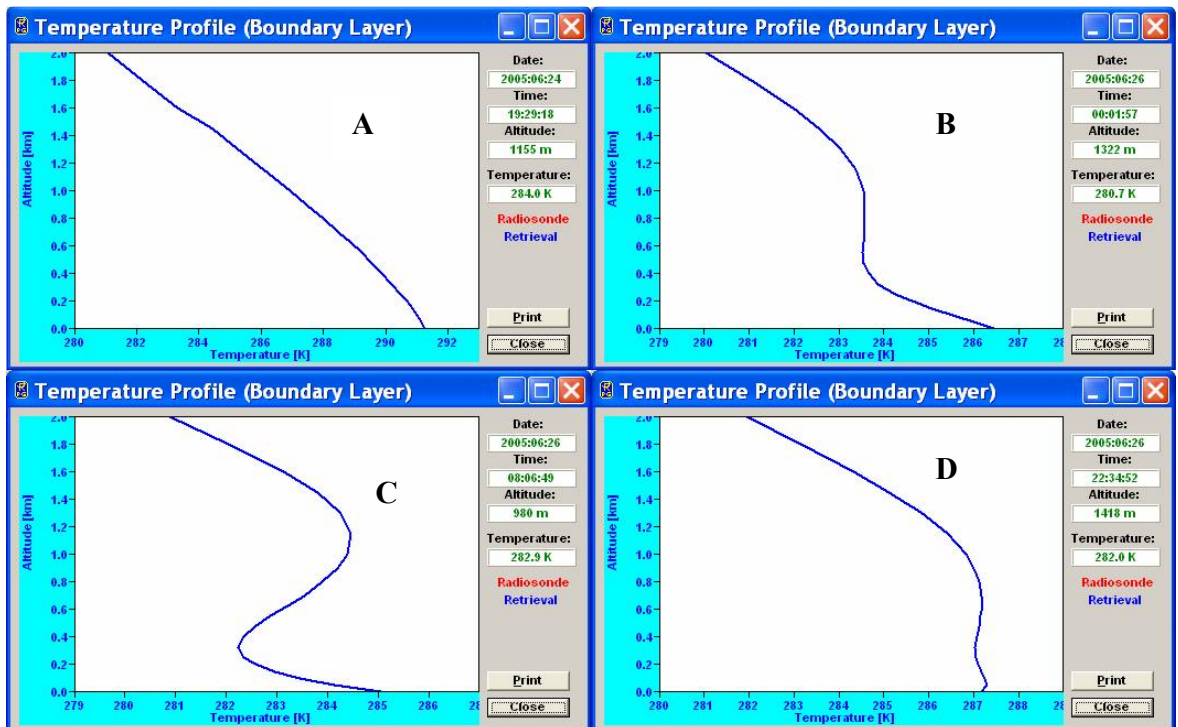 Temperature Profile (Boundary Layer)
2.0
1.8
1.6
1.4
1.2
1.0
0.8
0.6
0.4
0.2
0.0
Altitude [km]
280 282 284 286 288 290 292
Temperature [K]
A
Date:
2005:06:24
Time:
19:29:18
Altitude:
1155 m
Temperature:
284.0 K
Radiosonde
Retrieval
Print
Close
Temperature Profile (Boundary Layer)
2.0
1.8
1.6
1.4
1.2
1.0
0.8
0.6
0.4
0.2
0.0
Altitude [km]
279 280 281 282 283 284 285 286 287
Temperature [K]
B
Date:
2005:06:26
Time:
00:01:57
Altitude:
1322 m
Temperature:
280.7 K
Radiosonde
Retrieval
Print
Close
Temperature Profile (Boundary Layer)
2.0
1.8
1.6
1.4
1.2
1.0
0.8
0.6
0.4
0.2
0.0
Altitude [km]
279 280 281 282 283 284 285 286
Temperature [K]
C
Date:
2005:06:26
Time:
08:06:49
Altitude:
980 m
Temperature:
282.9 K
Radiosonde
Retrieval
Print
Close
Temperature Profile (Boundary Layer)
2.0
1.8
1.6
1.4
1.2
1.0
0.8
0.6
0.4
0.2
0.0
Altitude [km]
280 281 282 283 284 285 286 287 288
Temperature [K]
D
Date:
2005:06:26
Time:
22:34:52
Altitude:
1418 m
Temperature:
282.0 K
Radiosonde
Retrieval
Print
Close